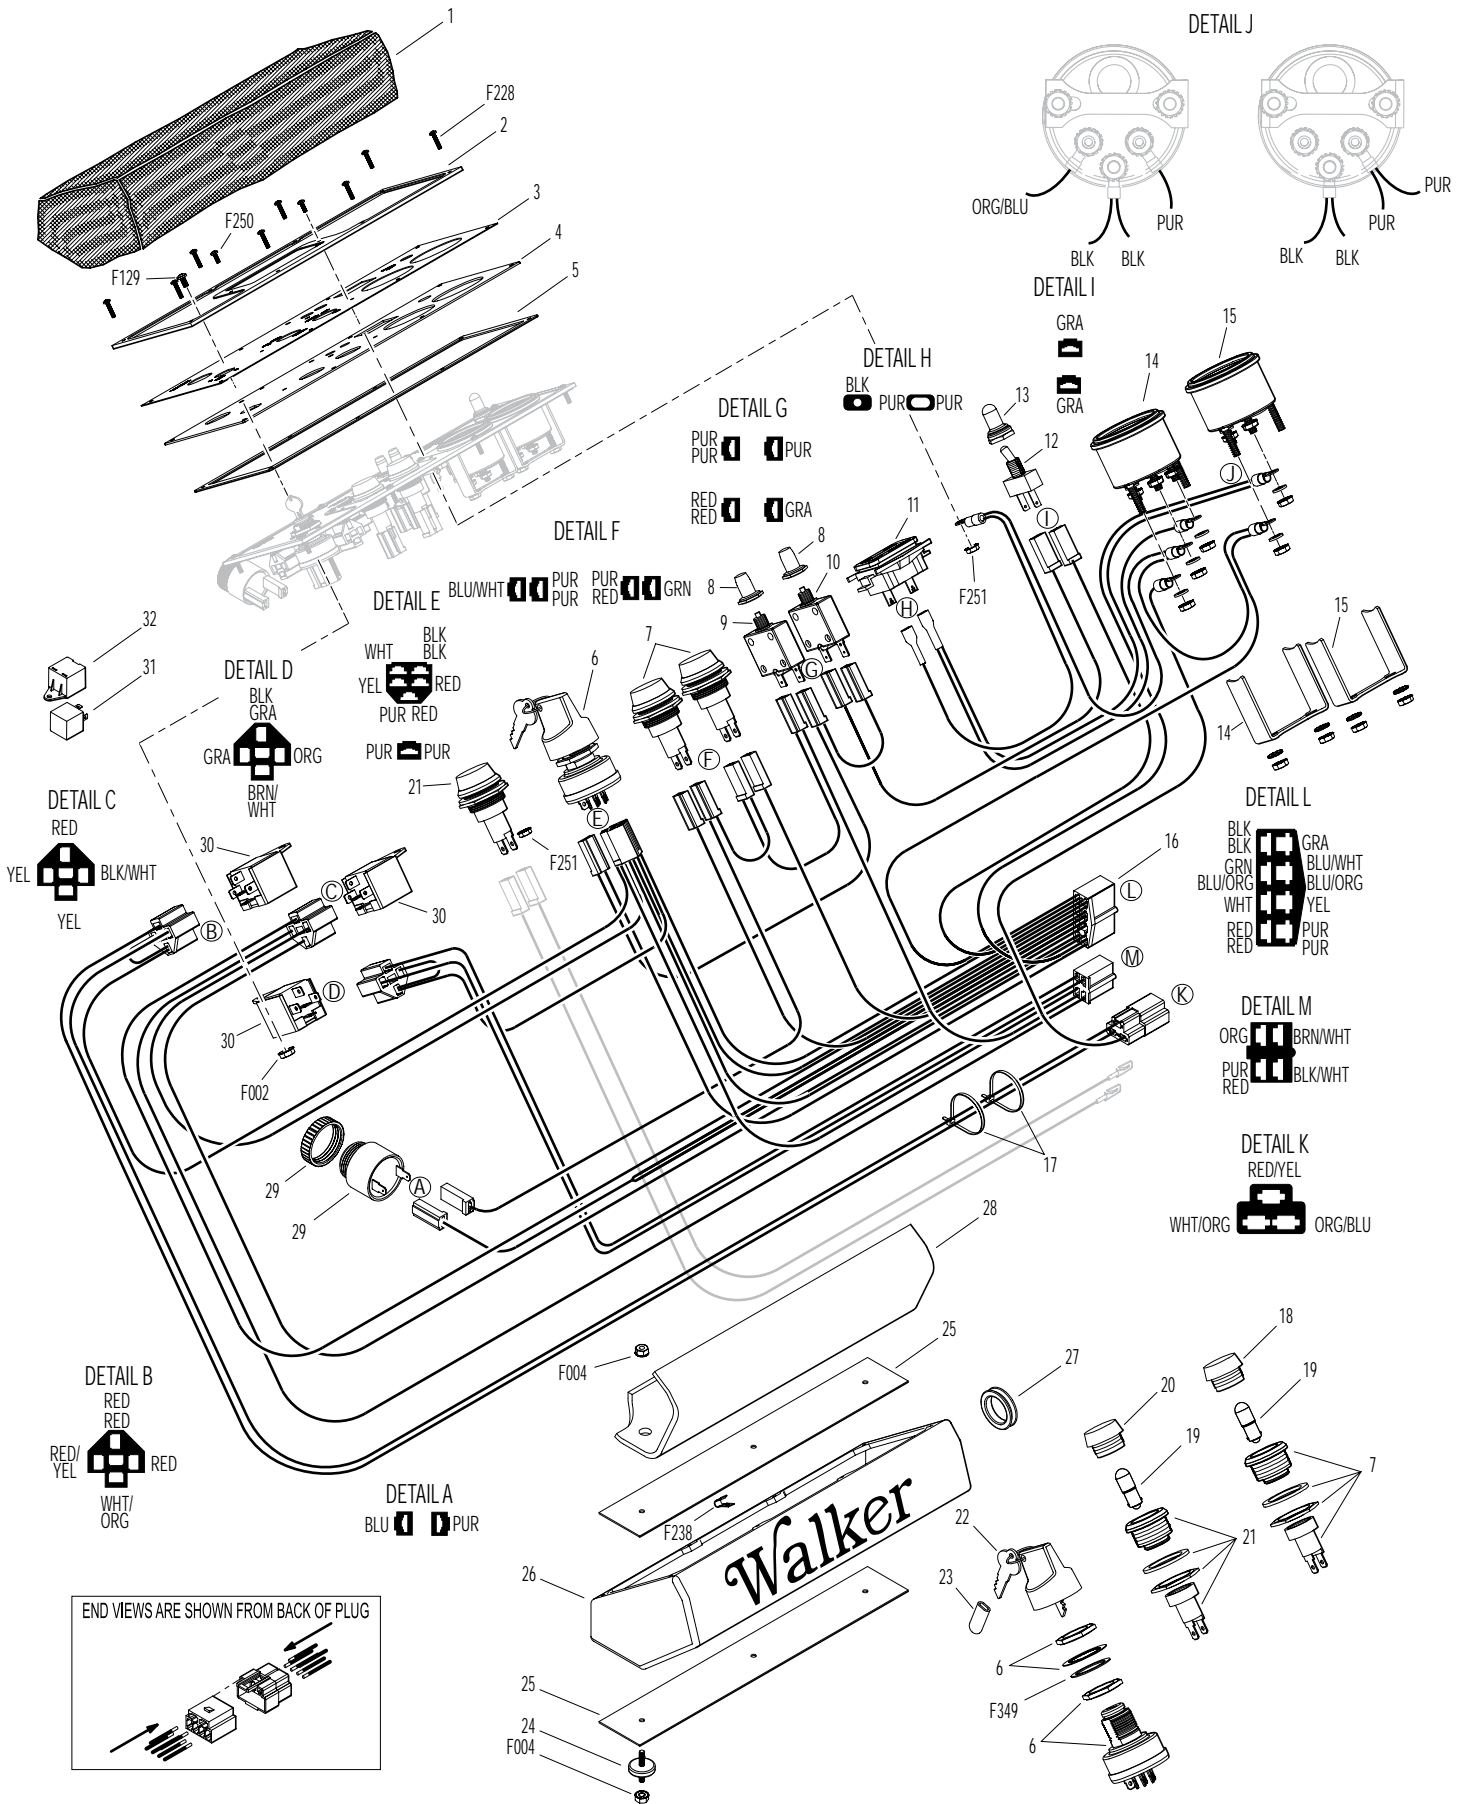 1
DETAIL J
F228
2
ORG/BLU
PUR
PUR
PUR
BLK
BLK
BLK
BLK
3
F250
4
F129
5
DETAIL I
GRA
GRA
15
14
DETAIL H
BLK
PUR
PUR
13
12
DETAIL G
PUR
PUR
PUR
RED
RED
GRA
J
11
I
DETAIL F
BLU/WHT
PUR
PUR
PUR
RED
GRN
8
8
10
9
F251
H
G
DETAIL E
WHT
BLK
BLK
YEL
RED
PUR
RED
PUR
PUR
7
6
F
E
32
31
DETAIL D
BLK
GRA
GRA
ORG
BRN/
WHT
21
F251
15
14
DETAIL C
RED
YEL
BLK/WHT
YEL
30
C
30
B
D
30
F002
16
L
M
K
DETAIL L
BLK
BLK
GRN
BLU/ORG
WHT
RED
RED
GRA
BLU/WHT
BLU/ORG
YEL
PUR
PUR
DETAIL M
ORG
BRN/WHT
PUR
RED
BLK/WHT
17
DETAIL K
RED/YEL
WHT/ORG
ORG/BLU
29
A
29
28
F004
25
27
18
20
19
19
7
DETAIL B
RED
RED
RED/
YEL
RED
WHT/
ORG
DETAIL A
BLU
PUR
F238
Walker
26
22
23
21
6
F349
6
25
24
F004
END VIEWS ARE SHOWN FROM BACK OF PLUG